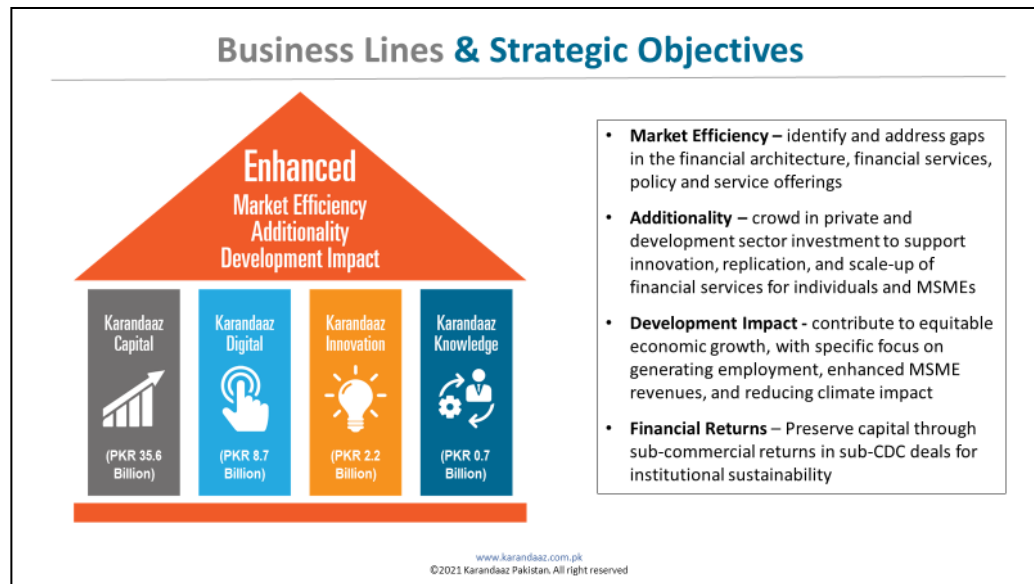 Business Lines & Strategic Objectives
Enhanced
Market Efficiency
Additionality
Development Impact
Karandaaz
Capital
(PKR 35.6
Billion)
Karandaaz
Digital
(PKR 8.7
Billion)
Karandaaz
Innovation
(PKR 2.2
Billion)
Karandaaz
Knowledge
(PKR 0.7
Billion)
• Market Efficiency – identify and address gaps
in the financial architecture, financial services,
policy and service offerings
• Additionality – crowd in private and
development sector investment to support
innovation, replication, and scale-up of
financial services for individuals and MSMEs
• Development Impact - contribute to equitable
economic growth, with specific focus on
generating employment, enhanced MSME
revenues, and reducing climate impact
• Financial Returns – Preserve capital through
sub-commercial returns in sub-CDC deals for
institutional sustainability
www.karandaaz.com.pk
©2021 Karandaaz Pakistan. All right reserved